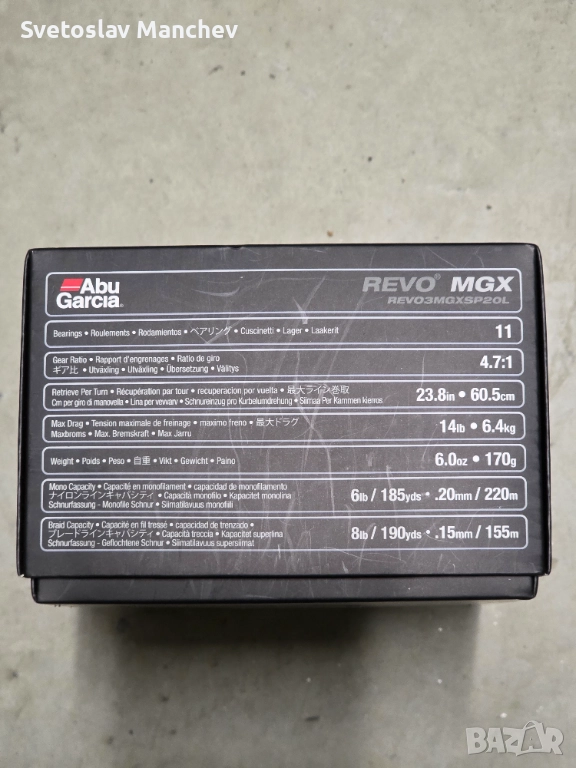 Svetoslav Manchev
Abu
Garcia®
REVO® MGX
REVO3MGXSP20L
Bearings • Roulements • Rodamientos • ベアリング • Cuscinetti • Lager • Laakerit
11
Gear Ratio • Rapport d'engrenages • Ratio de giro
ギア比 • Utväxling • Utväxling • Übersetzung • Välitys
4.7:1
Retrieve Per Turn • Récupération par tour • recuperacion por vuelta • 最大ライン巻取
Cm per giro di manovella • Lina per vevvarv • Schnureinzug pro Kurbelumdrehung • Siimaa Per Kammen kierros
23.8in • 60.5cm
Max Drag • Tension maximale de freinage • maximo freno • 最大ドラグ
Maxbroms • Max. Bremskraft • Max Jarru
14lb • 6.4kg
Weight • Poids • Peso • 自重 • Vikt • Gewicht • Paino
6.0oz • 170g
Mono Capacity • Capacité en monofilament • capacidad de monofilamento
ナイロンラインキャパシティ • Capacità monofilo • Kapacitet monolina
Schnurfassung - Monofile Schnur • Siimatilavuus monofiili
6lb / 185yds • .20mm / 220m
Braid Capacity • Capacité en fil tressé • capacidad de trenzado •
ブレードラインキャパシティ • Capacità treccia • Kapacitet superlina
Schnurfassung - Geflochtene Schnur • Siimatilavuus supersiimat
8lb / 190yds • .15mm / 155m
BAZAR